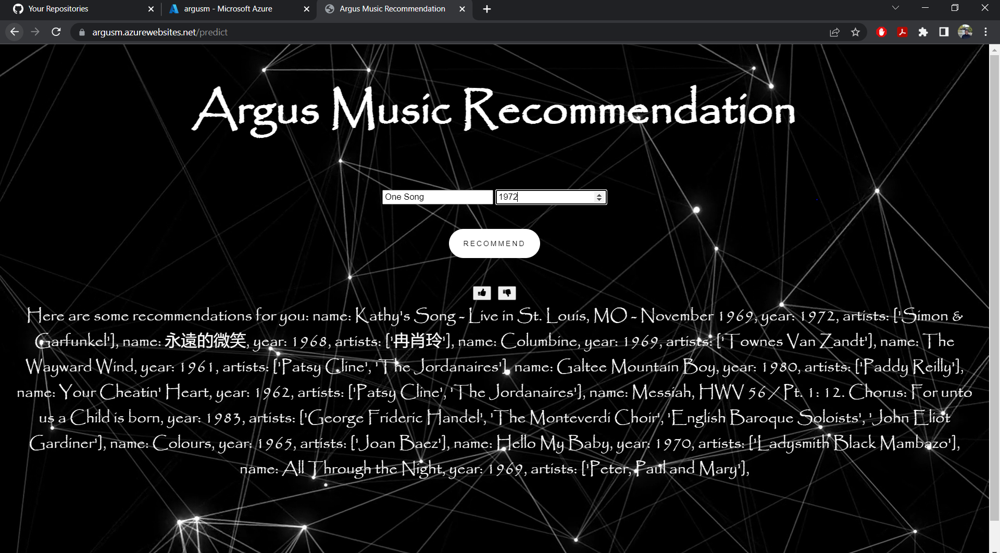 Your Repositories
argusm - Microsoft Azure
Argus Music Recommendation
argusm.azurewebsites.net/predict
Argus Music Recommendation
One Song
1972
RECOMMEND
Here are some recommendations for you: name: Kathy's Song - Live in St. Louis, MO - November 1969, year: 1972, artists: ['Simon &
Garfunkel'], name: 永遠的微笑, year: 1968, artists: ['冉肖玲'], name: Columbine, year: 1969, artists: ['Townes Van Zandt'], name: The
Wayward Wind, year: 1961, artists: ['Patsy Cline', 'The Jordanaires'], name: Galtee Mountain Boy, year: 1980, artists: ['Paddy Reilly'],
name: Your Cheatin' Heart, year: 1962, artists: ['Patsy Cline', 'The Jordanaires'], name: Messiah, HWV 56 / Pt. 1: 12. Chorus: For unto
us a Child is born, year: 1983, artists: ['George Frideric Handel', 'The Monteverdi Choir', 'English Baroque Soloists', 'John Eliot
Gardiner'], name: Colours, year: 1965, artists: ['Joan Baez'], name: Hello My Baby, year: 1970, artists: ['Ladysmith Black Mambazo'],
name: All Through the Night, year: 1969, artists: ['Peter, Paul and Mary'],